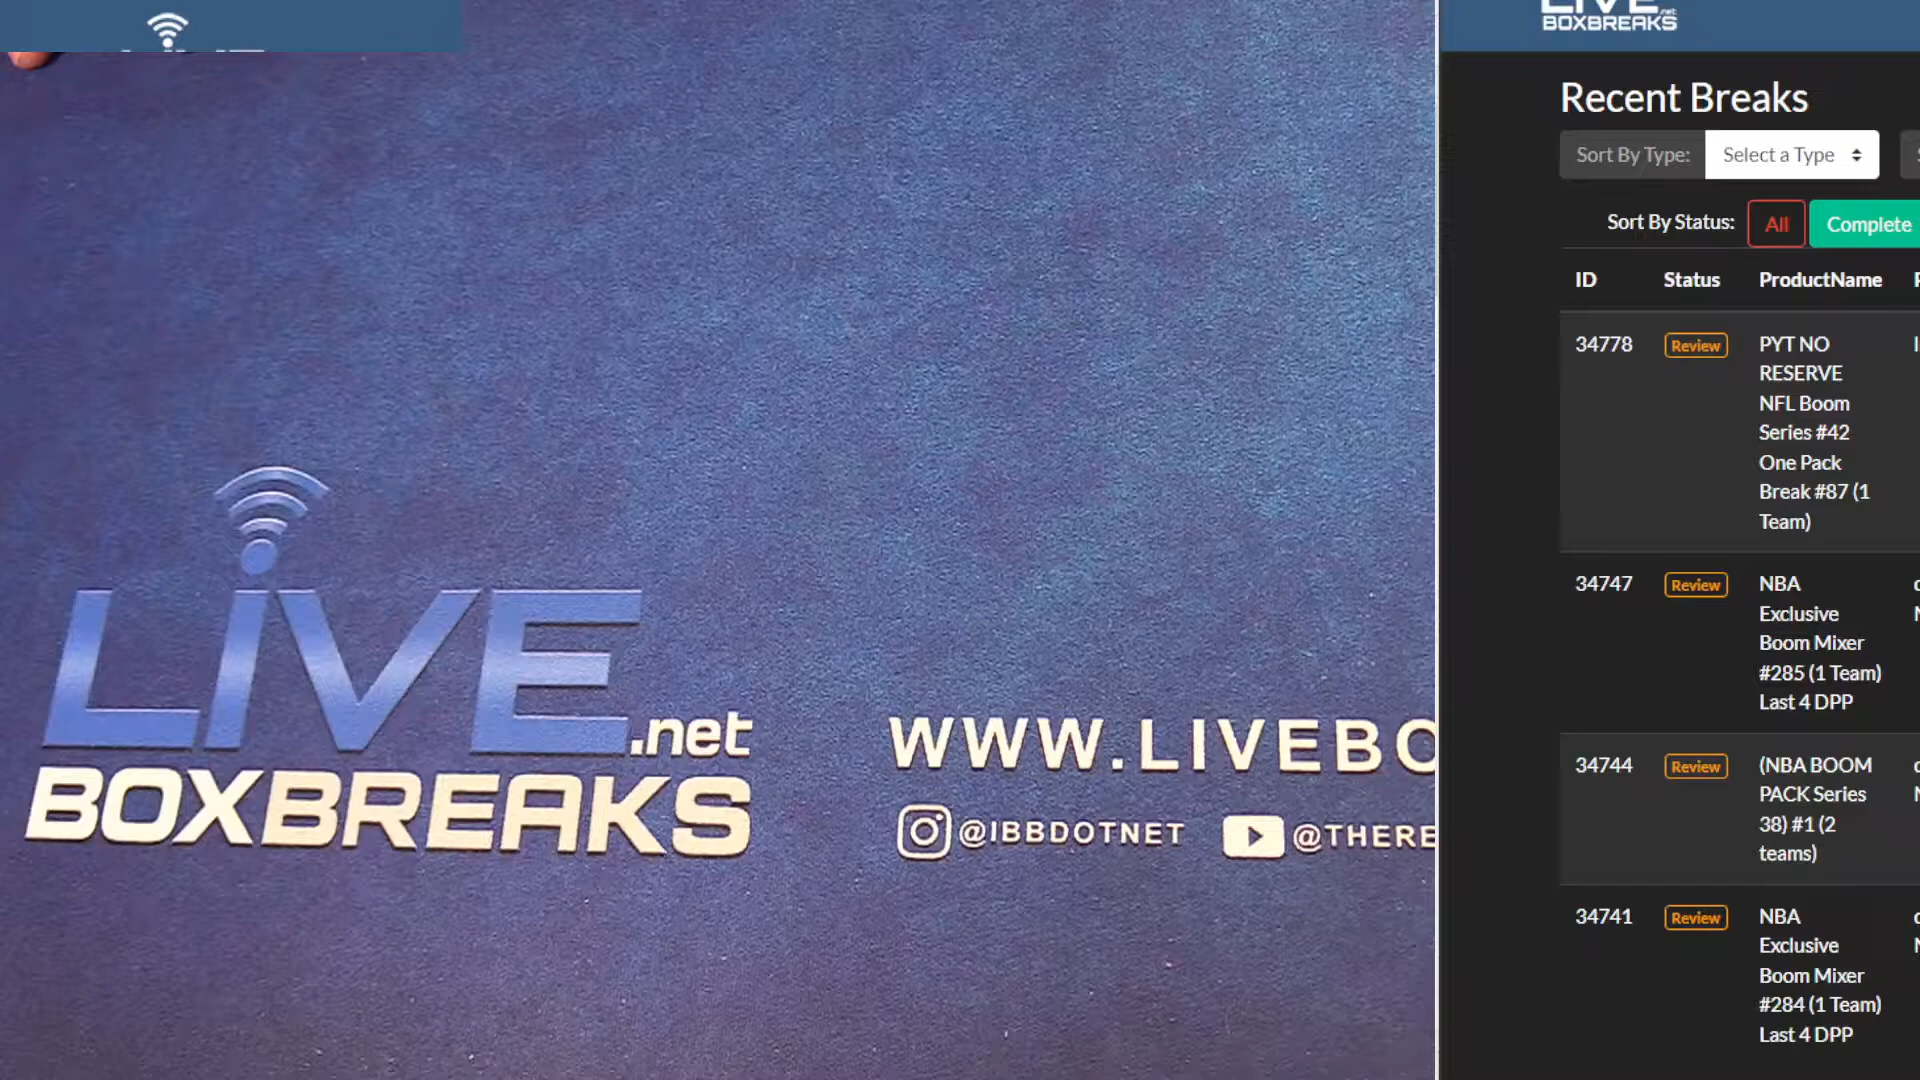 LiVE.net
BOXBREAKS
WWW.LIVEBO
@IBBDOTNET
@THERE
LIVE.net
BOXBREAKS
Recent Breaks
Sort By Type: Select a Type
Sort By Status: All Complete
ID Status ProductName
34778 Review PYT NO
RESERVE
NFL Boom
Series #42
One Pack
Break #87 (1
Team)
34747 Review NBA
Exclusive
Boom Mixer
#285 (1 Team)
Last 4 DPP
34744 Review (NBA BOOM
PACK Series
38) #1 (2
teams)
34741 Review NBA
Exclusive
Boom Mixer
#284 (1 Team)
Last 4 DPP